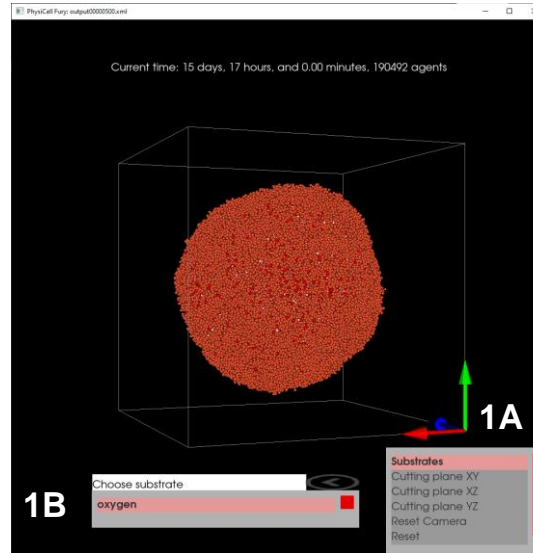 PhysiCell Fury: output00000500.xml
Current time: 15 days, 17 hours, and 0.00 minutes, 190492 agents
1A
Substrates
Cutting plane XY
Cutting plane XZ
Cutting plane YZ
Reset Camera
Reset
1B
Choose substrate
oxygen